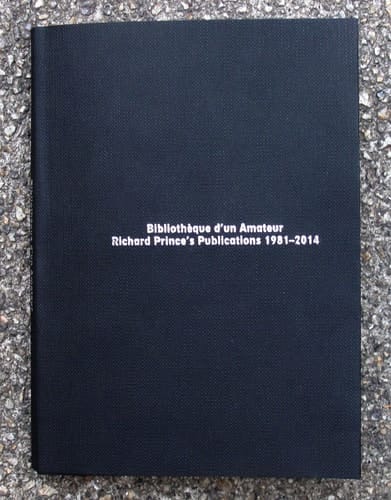 Bibliothèque d'un Amateur
Richard Prince's Publications 1981–2014